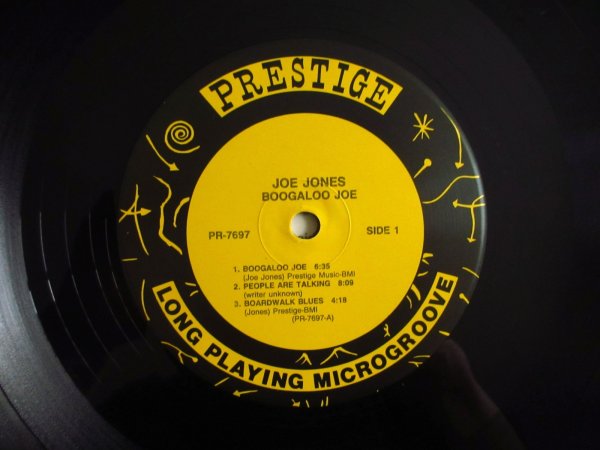 PRESTIGE
JOE JONES
BOOGALOO JOE
PR-7697 SIDE 1
1. BOOGALOO JOE 6:35
(Joe Jones) Prestige Music-BMI
2. PEOPLE ARE TALKING 8:09
(writer unknown)
3. BOARDWALK BLUES 4:18
(Jones) Prestige-BMI
(PR-7697-A)
LONG PLAYING MICROGROOVE